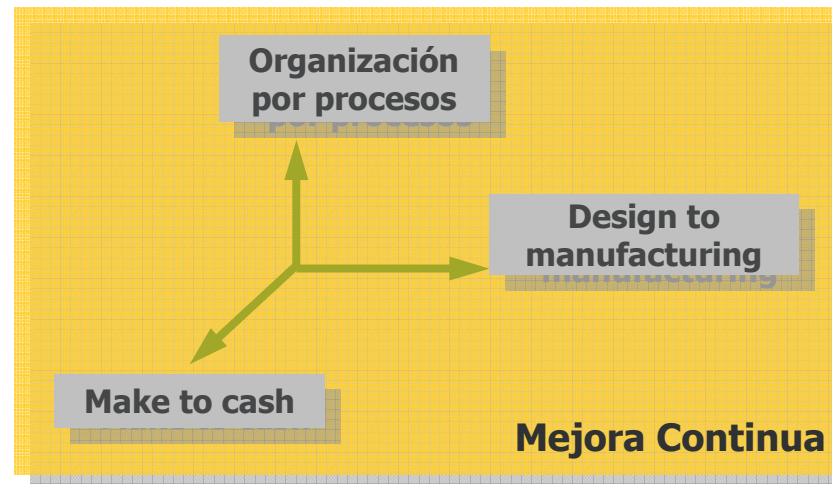 Organización
por procesos
Design to
manufacturing
Make to cash
Mejora Continua